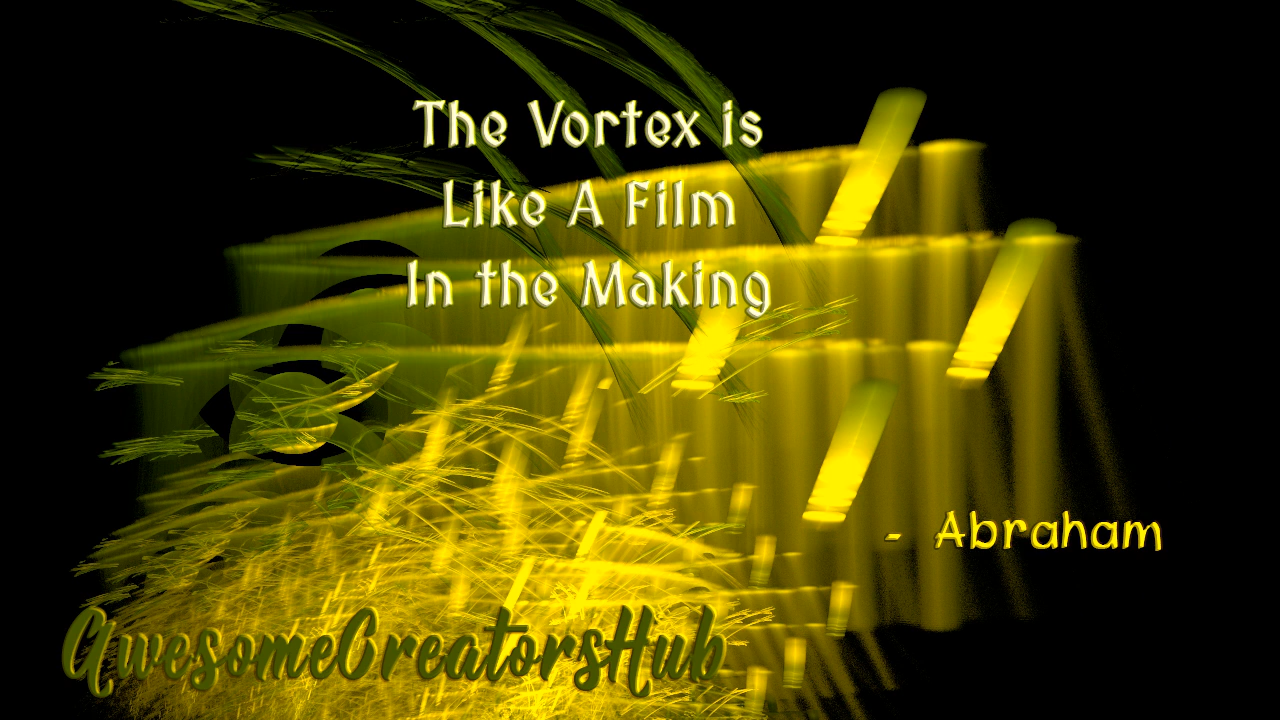 The Vortex is
Like A Film
In the Making
- Abraham
AwesomeCreatorsHub